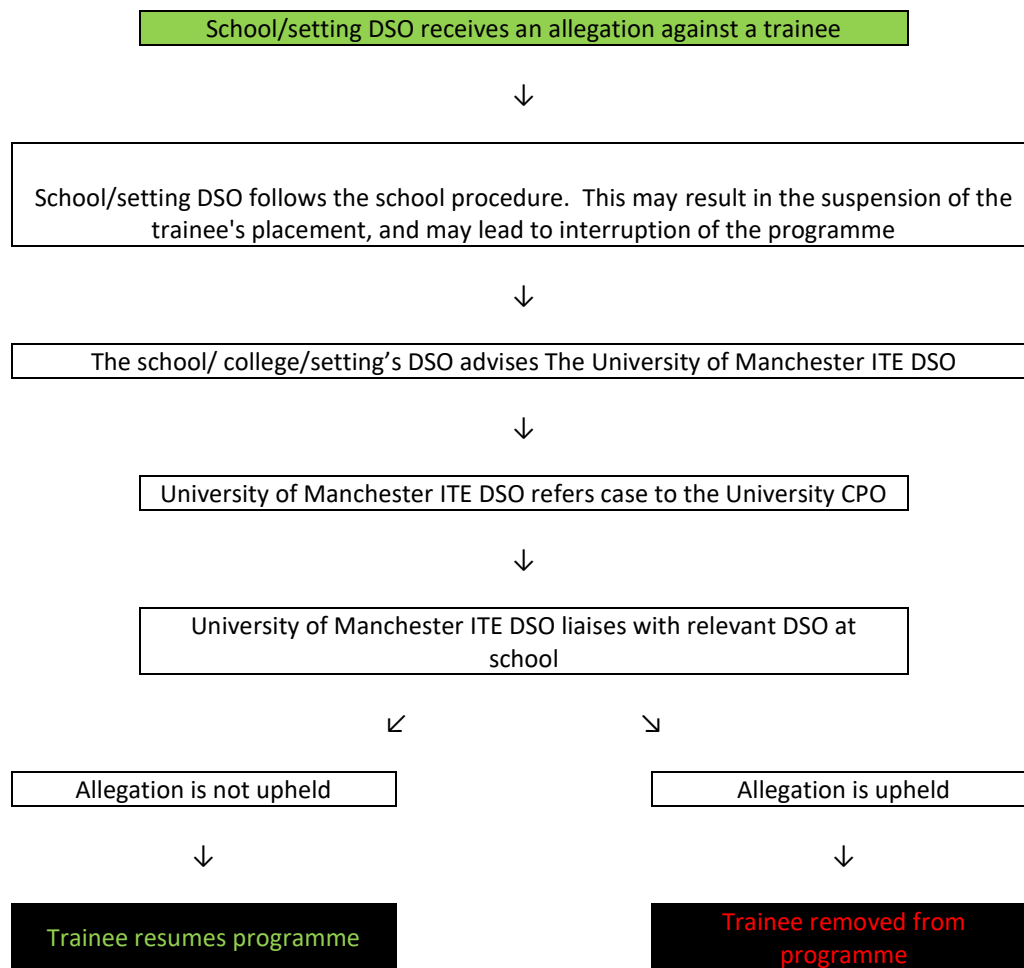 School/setting DSO receives an allegation against a trainee
↓
School/setting DSO follows the school procedure.  This may result in the suspension of the
trainee's placement, and may lead to interruption of the programme
↓
The school/ college/setting’s DSO advises The University of Manchester ITE DSO
↓
University of Manchester ITE DSO refers case to the University CPO
↓
University of Manchester ITE DSO liaises with relevant DSO at
school
↙ ↘
Allegation is not upheld
Allegation is upheld
↓ ↓
Trainee resumes programme
Trainee removed from
programme